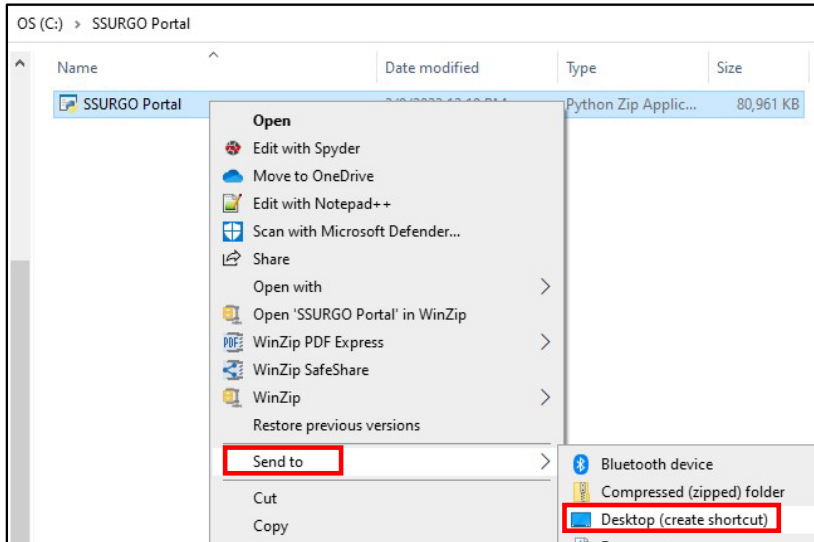 OS (C:) > SSURGO Portal
Name Date modified Type Size
SSURGO Portal Python Zip Applic... 80,961 KB
Open
Edit with Spyder
Move to OneDrive
Edit with Notepad++
Scan with Microsoft Defender...
Share
Open with
Open 'SSURGO Portal' in WinZip
PDF WinZip PDF Express
WinZip SafeShare
WinZip
Restore previous versions
Send to
Bluetooth device
Cut
Compressed (zipped) folder
Desktop (create shortcut)
Copy